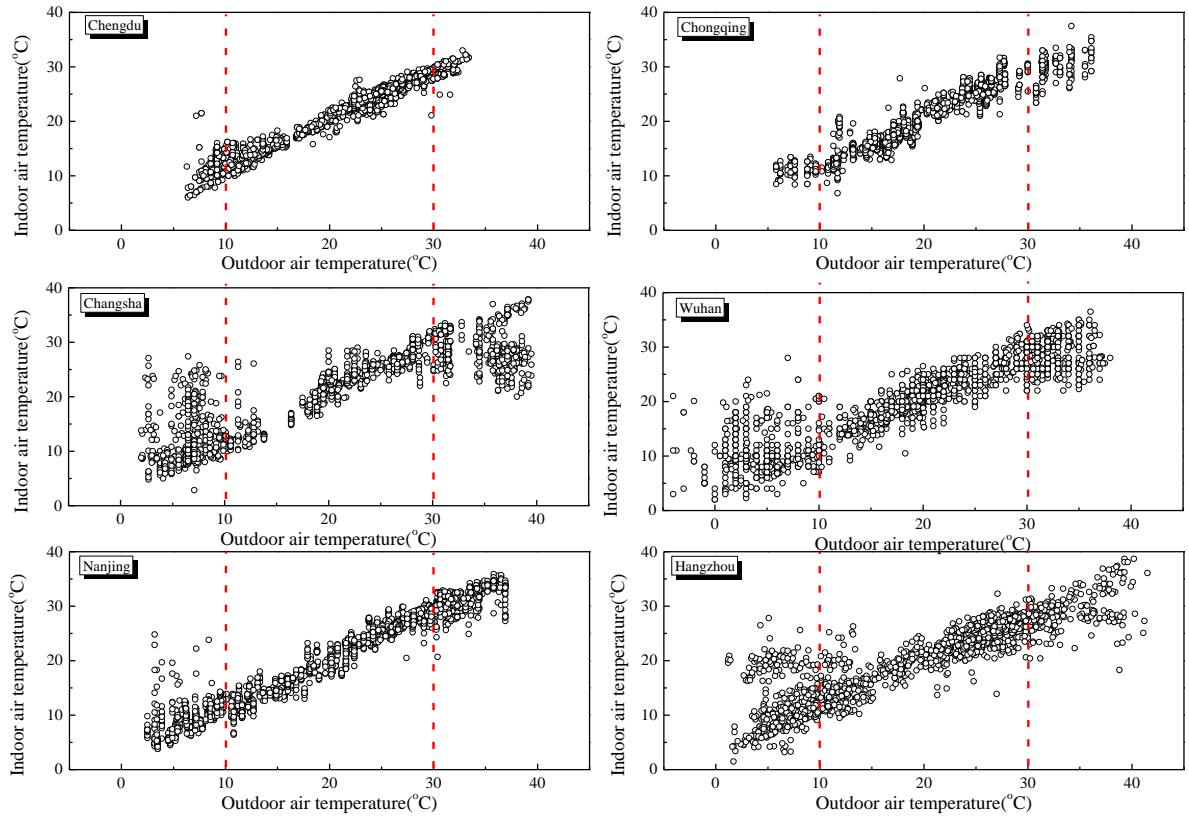 Chengdu
Indoor air temperature(°C)
40
30
20
10
0
0 10 20 30 40
Outdoor air temperature(°C)
Chongqing
Indoor air temperature(°C)
40
30
20
10
0
0 10 20 30 40
Outdoor air temperature(°C)
Changsha
Indoor air temperature(°C)
40
30
20
10
0
0 10 20 30 40
Outdoor air temperature(°C)
Wuhan
Indoor air temperature(°C)
40
30
20
10
0
0 10 20 30 40
Outdoor air temperature(°C)
Nanjing
Indoor air temperature(°C)
40
30
20
10
0
0 10 20 30 40
Outdoor air temperature(°C)
Hangzhou
Indoor air temperature(°C)
40
30
20
10
0
0 10 20 30 40
Outdoor air temperature(°C)